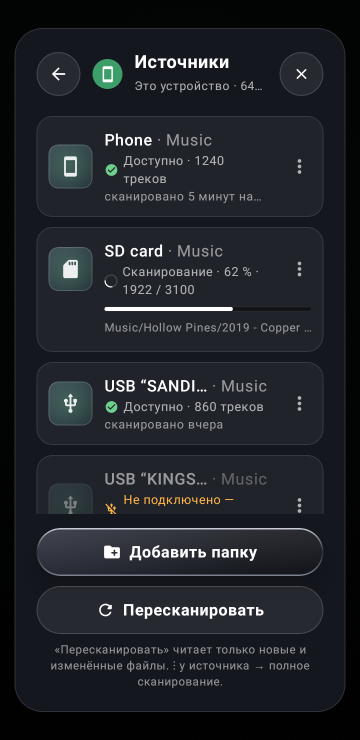 Источники
Это устройство · 64…
Phone · Music
Доступно · 1240
треков
сканировано 5 минут на…
SD card · Music
Сканирование · 62 % ·
1922 / 3100
Music/Hollow Pines/2019 - Copper …
USB “SANDI… · Music
Доступно · 860 треков
сканировано вчера
USB “KINGS… · Music
Не подключено —
Добавить папку
Пересканировать
«Пересканировать» читает только новые и
изменённые файлы. ⋮ у источника → полное
сканирование.